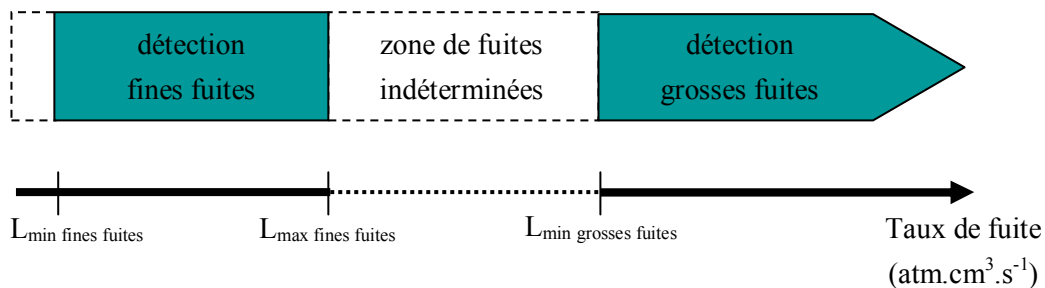 détection
fines fuites
zone de fuites
indéterminées
détection
grosses fuites
Lmin fines fuites
Lmax fines fuites
Lmin grosses fuites
Taux de fuite
(atm.cm³.s⁻¹)